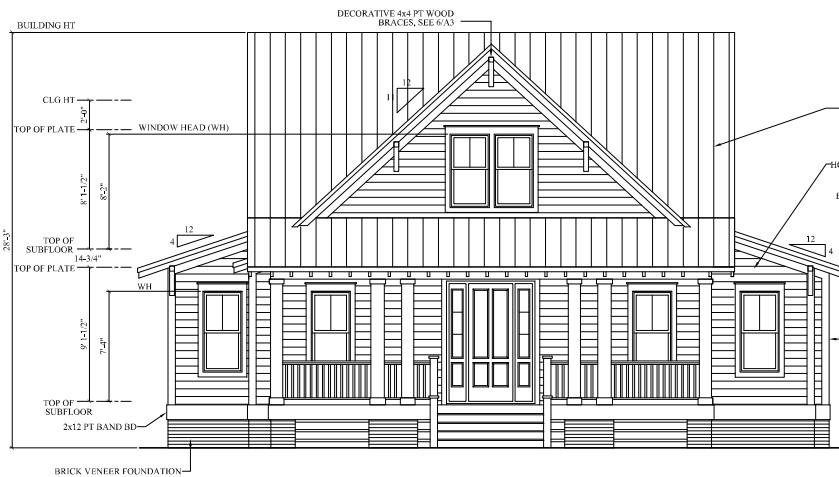 DECORATIVE 4x4 PT WOOD
BRACES, SEE 6/A3
BUILDING HT
12
11
CLG HT
2'-0"
TOP OF PLATE
WINDOW HEAD (WH)
8' 1-1/2"
8'-2"
28'-3"
12
4
TOP OF
SUBFLOOR
12
4
14-3/4"
TOP OF PLATE
WH
9' 1-1/2"
7'-4"
TOP OF
SUBFLOOR
2x12 PT BAND BD
BRICK VENEER FOUNDATION